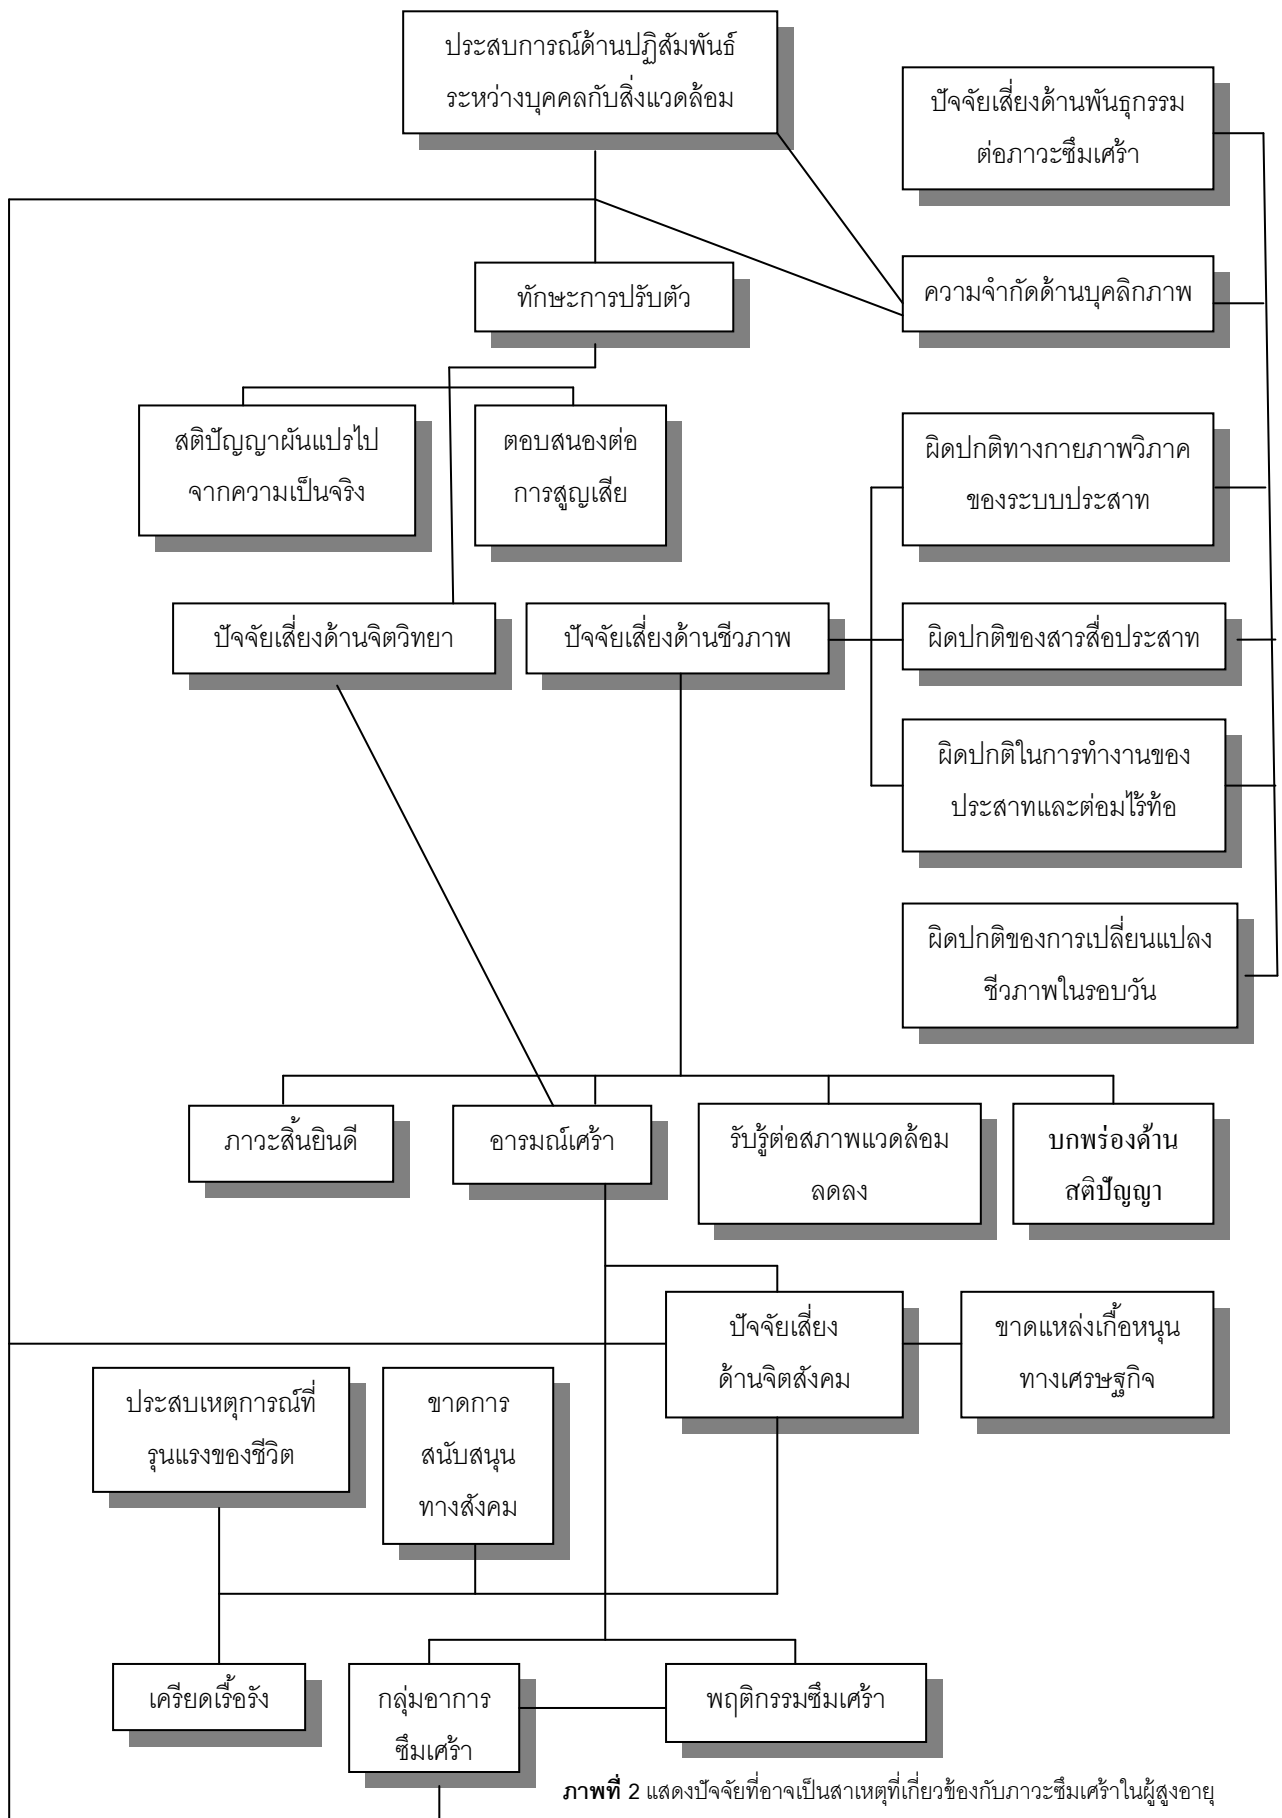 ประสบการณ์ด้านปฏิสัมพันธ์
ระหว่างบุคคลกับสิ่งแวดล้อม
ปัจจัยเสี่ยงด้านพันธุกรรม
ต่อภาวะซึมเศร้า
ทักษะการปรับตัว
ความจำกัดด้านบุคลิกภาพ
สติปัญญาผันแปรไป
จากความเป็นจริง
ตอบสนองต่อ
การสูญเสีย
ผิดปกติทางกายภาพวิภาค
ของระบบประสาท
ปัจจัยเสี่ยงด้านจิตวิทยา
ปัจจัยเสี่ยงด้านชีวภาพ
ผิดปกติของสารสื่อประสาท
ผิดปกติในการทำงานของ
ประสาทและต่อมไร้ท้อ
ผิดปกติของการเปลี่ยนแปลง
ชีวภาพในรอบวัน
ภาวะสิ้นยินดี
อารมณ์เศร้า
รับรู้ต่อสภาพแวดล้อม
ลดลง
บกพร่องด้าน
สติปัญญา
ปัจจัยเสี่ยง
ด้านจิตสังคม
ขาดแหล่งเกื้อหนุน
ทางเศรษฐกิจ
ประสบเหตุการณ์ที่
รุนแรงของชีวิต
ขาดการ
สนับสนุน
ทางสังคม
เครียดเรื้อรัง
กลุ่มอาการ
ซึมเศร้า
พฤติกรรมซึมเศร้า
ภาพที่ 2 แสดงปัจจัยที่อาจเป็นสาเหตุที่เกี่ยวข้องกับภาวะซึมเศร้าในผู้สูงอายุ